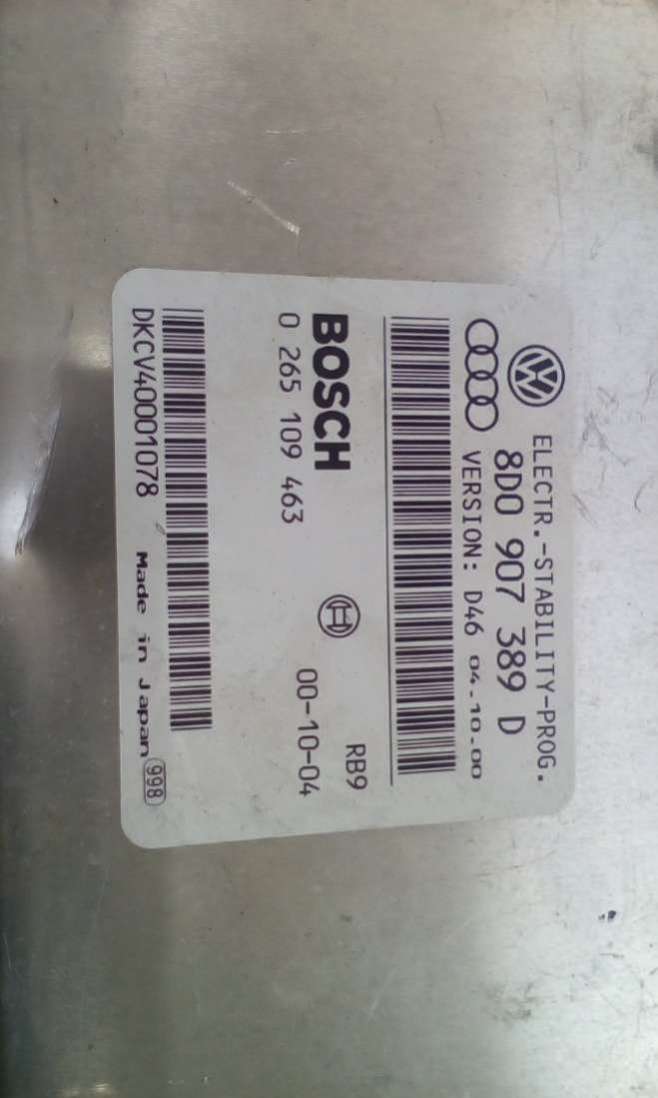 ELECTR.-STABILITY-PROG.
8D0 907 389 D
VERSION: D46 04.10.00
BOSCH
RB9
0 265 109 463
00-10-04
DKCV40001078 Made in Japan 998